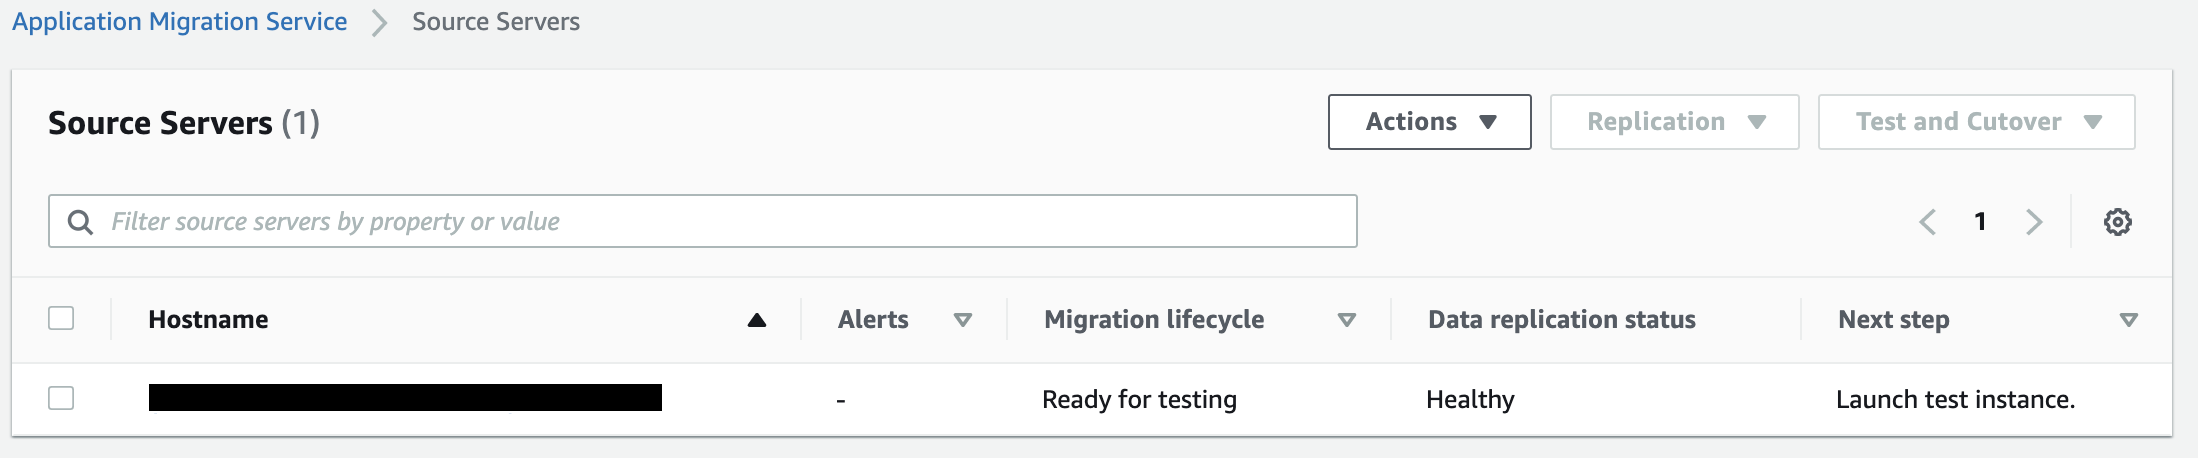 Application Migration Service > Source Servers
Source Servers (1)
Actions
Replication
Test and Cutover
Filter source servers by property or value
1
Hostname Alerts Migration lifecycle Data replication status Next step
- Ready for testing Healthy Launch test instance.